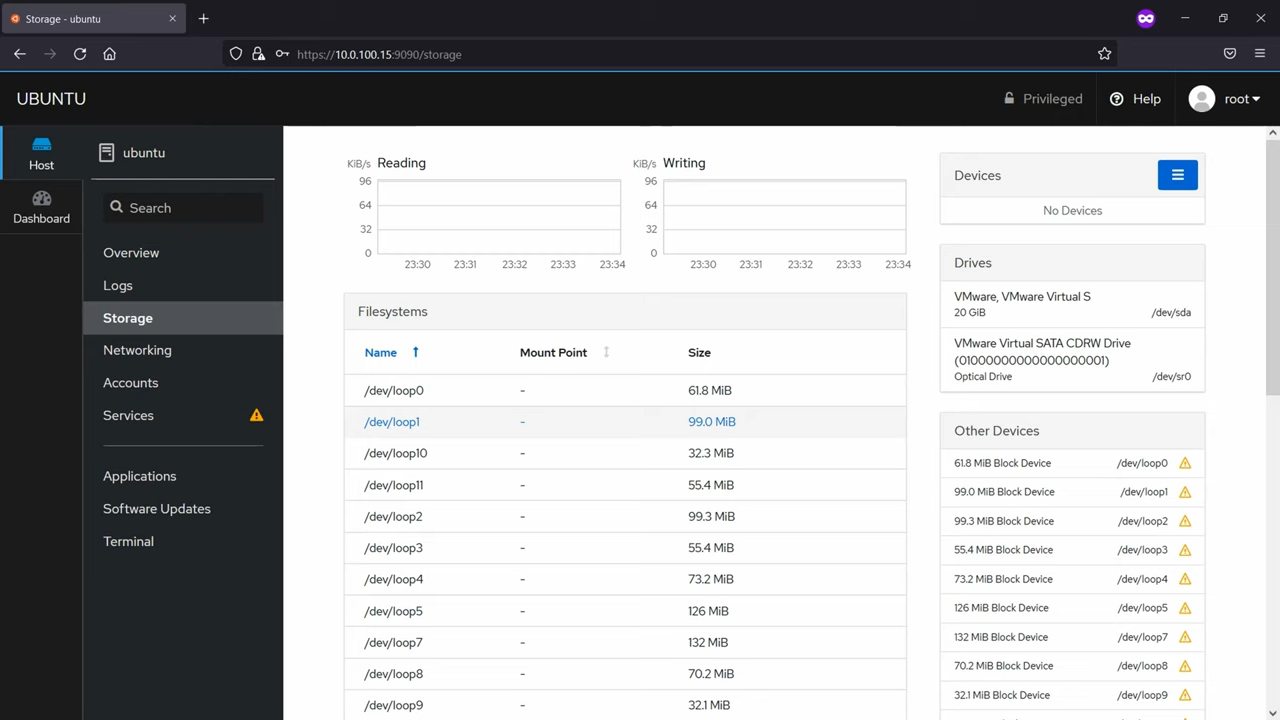 Storage - ubuntu
https://10.0.100.15:9090/storage
UBUNTU
Privileged
Help
root
Host
Dashboard
ubuntu
Search
Overview
Logs
Storage
Networking
Accounts
Services
Applications
Software Updates
Terminal
KiB/s Reading
96
64
32
0
23:30 23:31 23:32 23:33 23:34
KiB/s Writing
96
64
32
0
23:30 23:31 23:32 23:33 23:34
Filesystems
Name Mount Point Size
/dev/loop0 - 61.8 MiB
/dev/loop1 - 99.0 MiB
/dev/loop10 - 32.3 MiB
/dev/loop11 - 55.4 MiB
/dev/loop2 - 99.3 MiB
/dev/loop3 - 55.4 MiB
/dev/loop4 - 73.2 MiB
/dev/loop5 - 126 MiB
/dev/loop7 - 132 MiB
/dev/loop8 - 70.2 MiB
/dev/loop9 - 32.1 MiB
Devices
No Devices
Drives
VMware, VMware Virtual S
20 GiB /dev/sda
VMware Virtual SATA CDRW Drive
(01000000000000000001)
Optical Drive /dev/sr0
Other Devices
61.8 MiB Block Device /dev/loop0
99.0 MiB Block Device /dev/loop1
99.3 MiB Block Device /dev/loop2
55.4 MiB Block Device /dev/loop3
73.2 MiB Block Device /dev/loop4
126 MiB Block Device /dev/loop5
132 MiB Block Device /dev/loop7
70.2 MiB Block Device /dev/loop8
32.1 MiB Block Device /dev/loop9